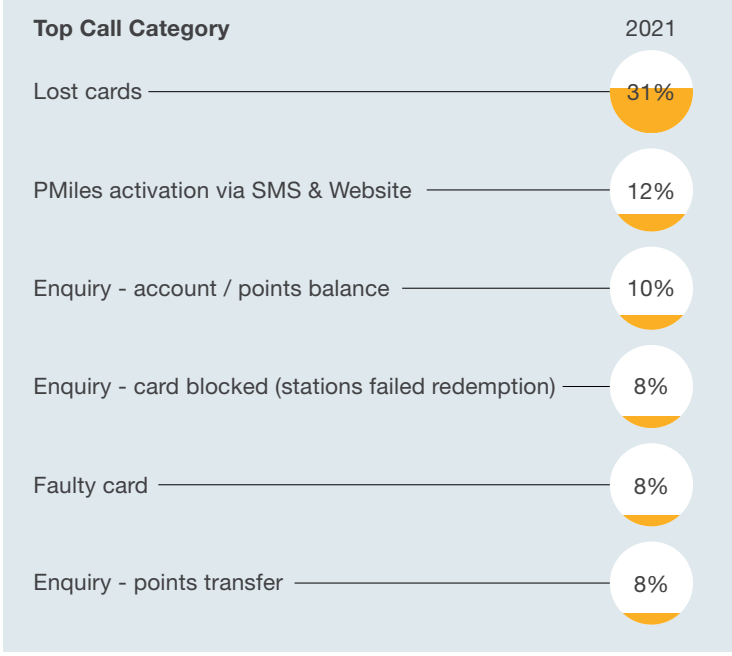 Top Call Category 2021
Lost cards 31%
PMiles activation via SMS & Website 12%
Enquiry - account / points balance 10%
Enquiry - card blocked (stations failed redemption) 8%
Faulty card 8%
Enquiry - points transfer 8%